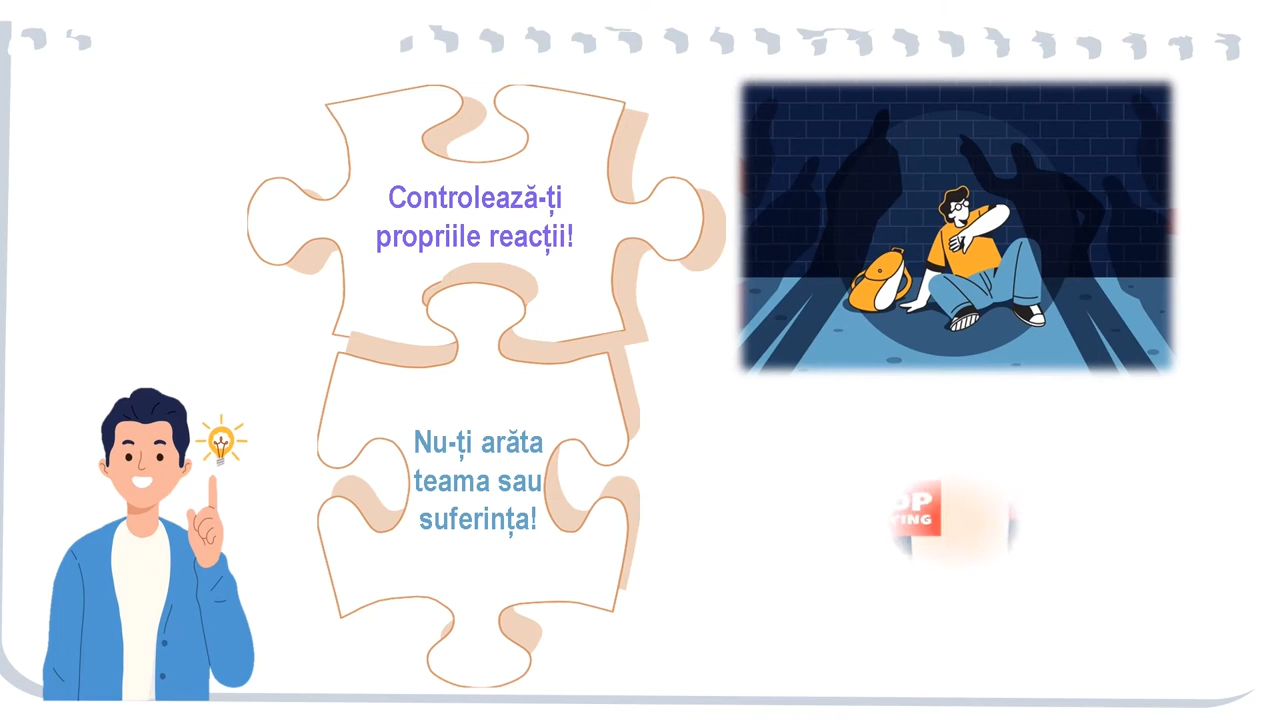 Controlează-ți
propriile reacții!
Nu-ți arăta
teama sau
suferința!